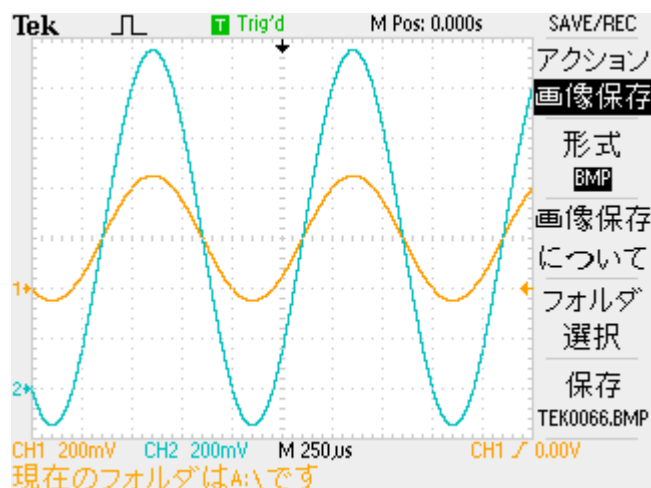 Tek T Trig'd M Pos: 0.000s SAVE/REC
アクション
画像保存
形式
BMP
画像保存
について
フォルダ
選択
保存
TEK0066.BMP
1
2
CH1 200mV CH2 200mV M 250µs CH1 0.00V
現在のフォルダはA:\です